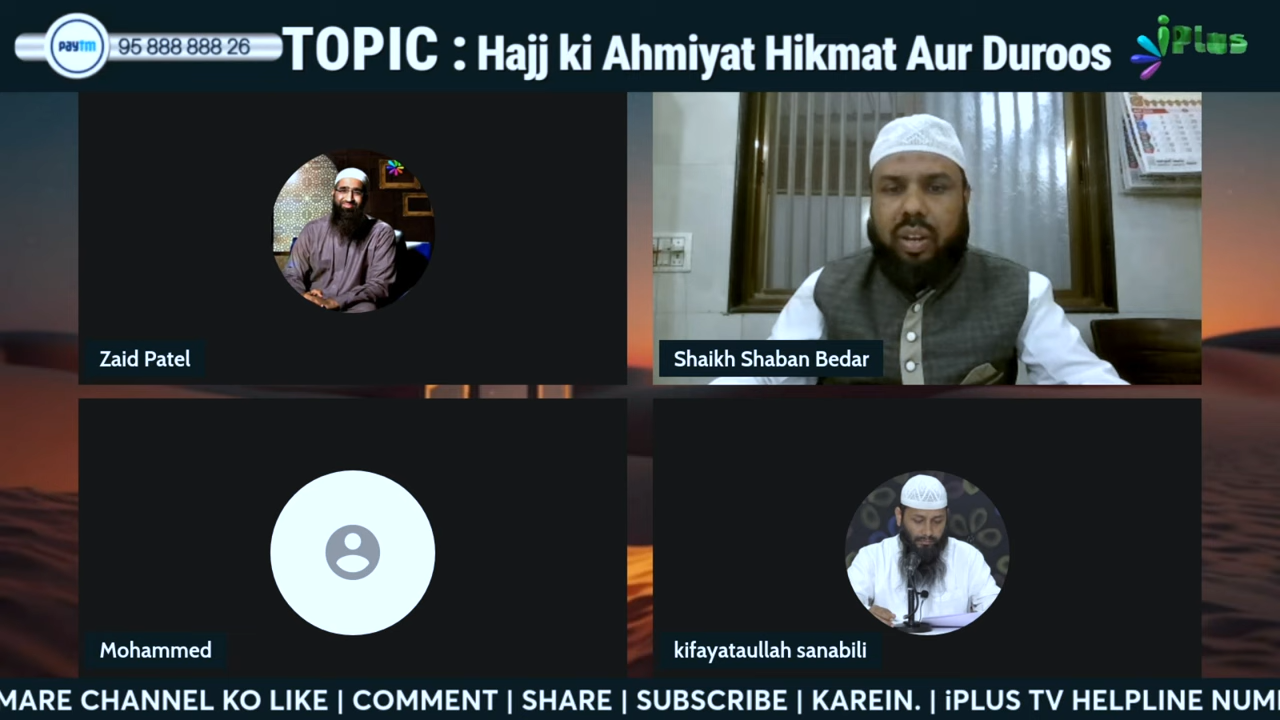 paytm 95 888 888 26 TOPIC : Hajj ki Ahmiyat Hikmat Aur Duroos iPlus
Zaid Patel
Shaikh Shaban Bedar
Mohammed
kifayataullah sanabili
MARE CHANNEL KO LIKE | COMMENT | SHARE | SUBSCRIBE | KAREIN. | iPLUS TV HELPLINE NUM